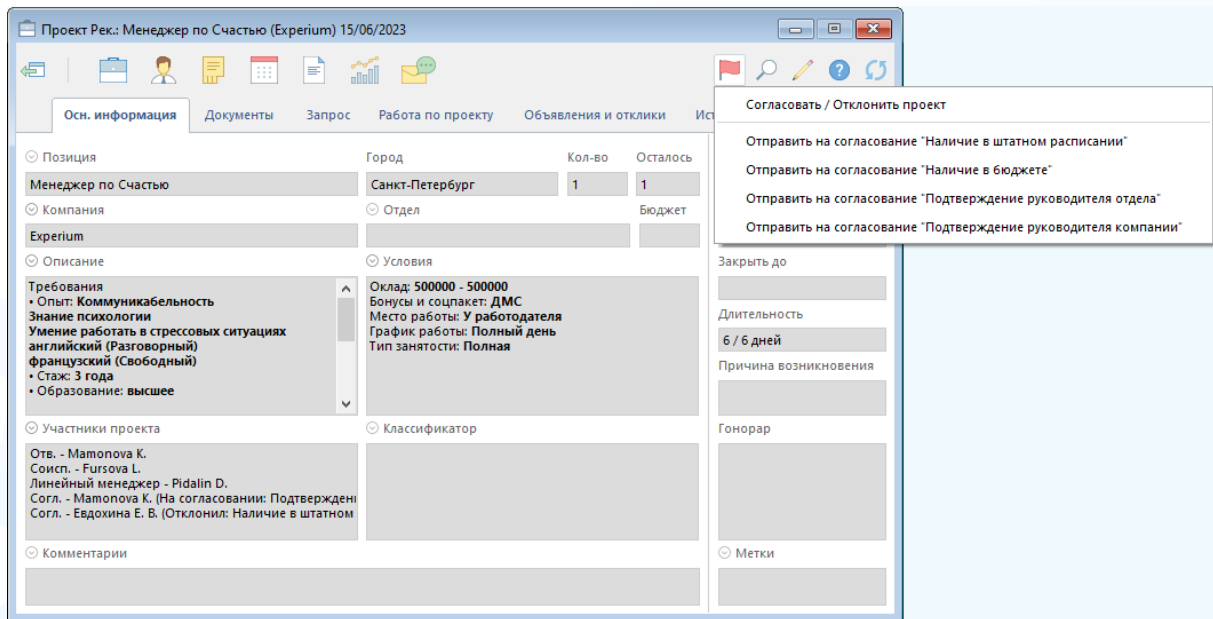 Проект Рек.: Менеджер по Счастью (Experium) 15/06/2023
Осн. информация Документы Запрос Работа по проекту Объявления и отклики Ис
Согласовать / Отклонить проект
Отправить на согласование "Наличие в штатном расписании"
Отправить на согласование "Наличие в бюджете"
Отправить на согласование "Подтверждение руководителя отдела"
Отправить на согласование "Подтверждение руководителя компании"
Позиция Город Кол-во Осталось
Менеджер по Счастью Санкт-Петербург 1 1
Компания Отдел Бюджет
Experium
Описание Условия Закрыть до
Требования
• Опыт: Коммуникабельность
Знание психологии
Умение работать в стрессовых ситуациях
английский (Разговорный)
французский (Свободный)
• Стаж: 3 года
• Образование: высшее
Оклад: 500000 - 500000
Бонусы и соцпакет: ДМС
Место работы: У работодателя
График работы: Полный день
Тип занятости: Полная
Длительность
6 / 6 дней
Причина возникновения
Участники проекта Классификатор Гонорар
Отв. - Mamonova K.
Соисп. - Fursova L.
Линейный менеджер - Pidalin D.
Согл. - Mamonova K. (На согласовании: Подтвержден
Согл. - Евдохина Е. В. (Отклонил: Наличие в штатном
Комментарии Метки